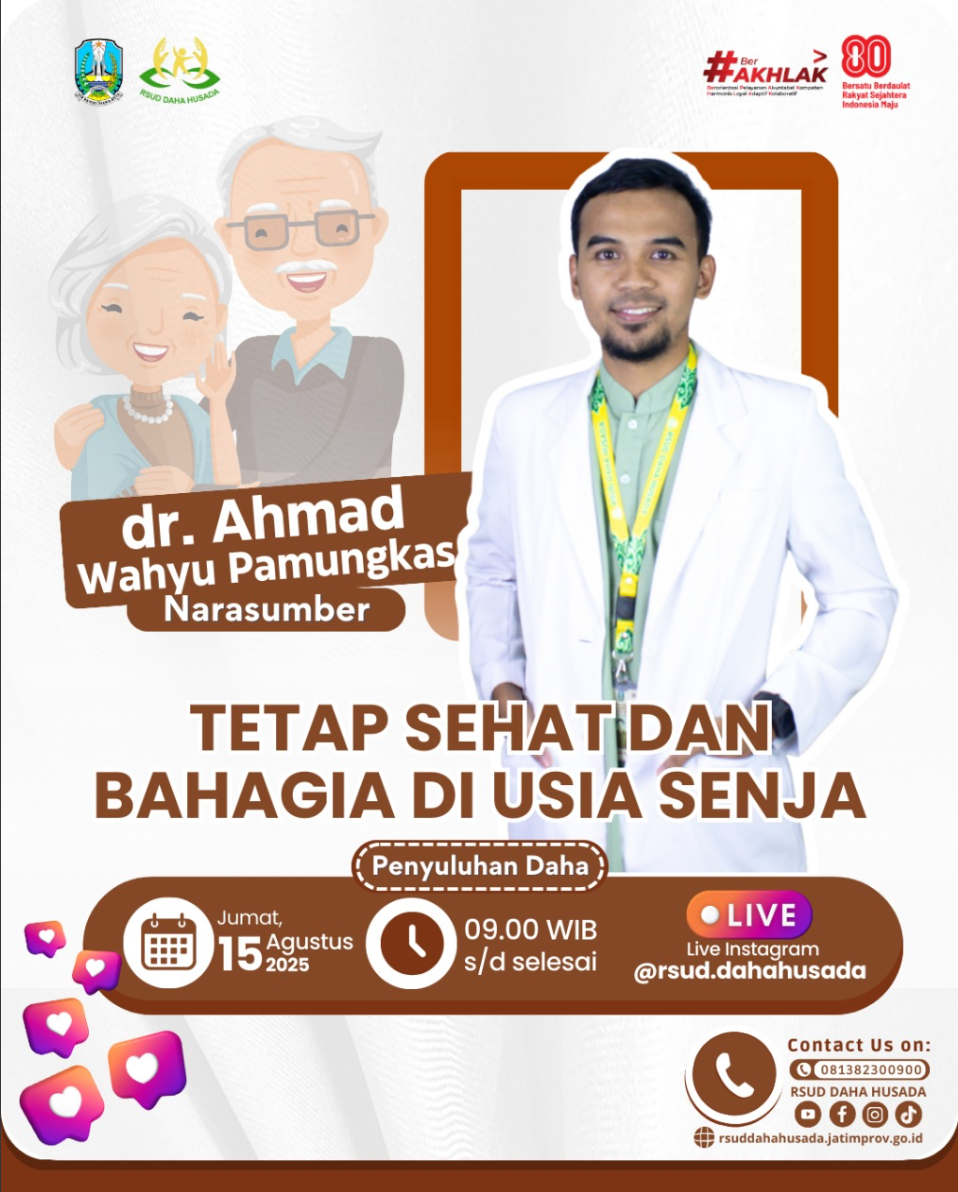 RSUD DAHA HUSADA
#BerAKHLAK
Berorientasi Pelayanan Akuntabel Kompeten
Harmonis Loyal Adaptif Kolaboratif
80
Bersatu Berdaulat
Rakyat Sejahtera
Indonesia Maju
dr. Ahmad
Wahyu Pamungkas
Narasumber
TETAP SEHAT DAN
BAHAGIA DI USIA SENJA
Penyuluhan Daha
Jumat,
15 Agustus
2025
09.00 WIB
s/d selesai
LIVE
Live Instagram
@rsud.dahahusada
Contact Us on:
081382300900
RSUD DAHA HUSADA
rsuddahahusada.jatimprov.go.id